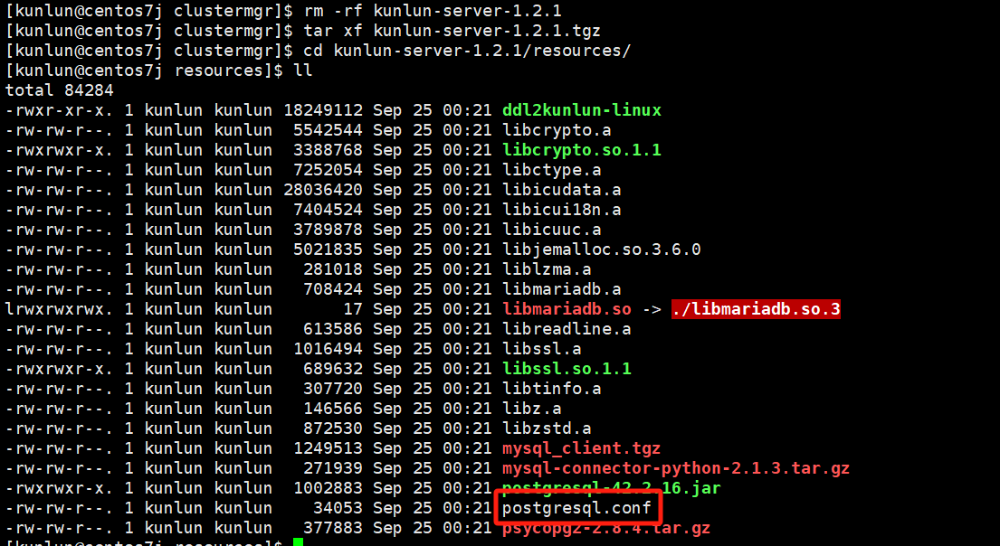 [kunlun@centos7j clustermgr]$ rm -rf kunlun-server-1.2.1
[kunlun@centos7j clustermgr]$ tar xf kunlun-server-1.2.1.tgz
[kunlun@centos7j clustermgr]$ cd kunlun-server-1.2.1/resources/
[kunlun@centos7j resources]$ ll
total 84284
-rwxr-xr-x. 1 kunlun kunlun 18249112 Sep 25 00:21 ddl2kunlun-linux
-rw-rw-r--. 1 kunlun kunlun  5542544 Sep 25 00:21 libcrypto.a
-rwxrwxr-x. 1 kunlun kunlun  3388768 Sep 25 00:21 libcrypto.so.1.1
-rw-rw-r--. 1 kunlun kunlun  7252054 Sep 25 00:21 libctype.a
-rw-rw-r--. 1 kunlun kunlun 28036420 Sep 25 00:21 libicudata.a
-rw-rw-r--. 1 kunlun kunlun  7404524 Sep 25 00:21 libicui18n.a
-rw-rw-r--. 1 kunlun kunlun  3789878 Sep 25 00:21 libicuuc.a
-rw-rw-r--. 1 kunlun kunlun  5021835 Sep 25 00:21 libjemalloc.so.3.6.0
-rw-rw-r--. 1 kunlun kunlun   281018 Sep 25 00:21 liblzma.a
-rw-rw-r--. 1 kunlun kunlun   708424 Sep 25 00:21 libmariadb.a
lrwxrwxrwx. 1 kunlun kunlun       17 Sep 25 00:21 libmariadb.so -> ./libmariadb.so.3
-rw-rw-r--. 1 kunlun kunlun   613586 Sep 25 00:21 libreadline.a
-rw-rw-r--. 1 kunlun kunlun  1016494 Sep 25 00:21 libssl.a
-rwxrwxr-x. 1 kunlun kunlun   689632 Sep 25 00:21 libssl.so.1.1
-rw-rw-r--. 1 kunlun kunlun   307720 Sep 25 00:21 libtinfo.a
-rw-rw-r--. 1 kunlun kunlun   146566 Sep 25 00:21 libz.a
-rw-rw-r--. 1 kunlun kunlun   872530 Sep 25 00:21 libzstd.a
-rw-rw-r--. 1 kunlun kunlun  1249513 Sep 25 00:21 mysql_client.tgz
-rw-rw-r--. 1 kunlun kunlun   271939 Sep 25 00:21 mysql-connector-python-2.1.3.tar.gz
-rwxrwxr-x. 1 kunlun kunlun  1002883 Sep 25 00:21 postgresql-42.2.16.jar
-rw-rw-r--. 1 kunlun kunlun    34053 Sep 25 00:21 postgresql.conf
-rw-rw-r--. 1 kunlun kunlun   377883 Sep 25 00:21 psycopg2-2.8.4.tar.gz
[kunlun@centos7j resources]$